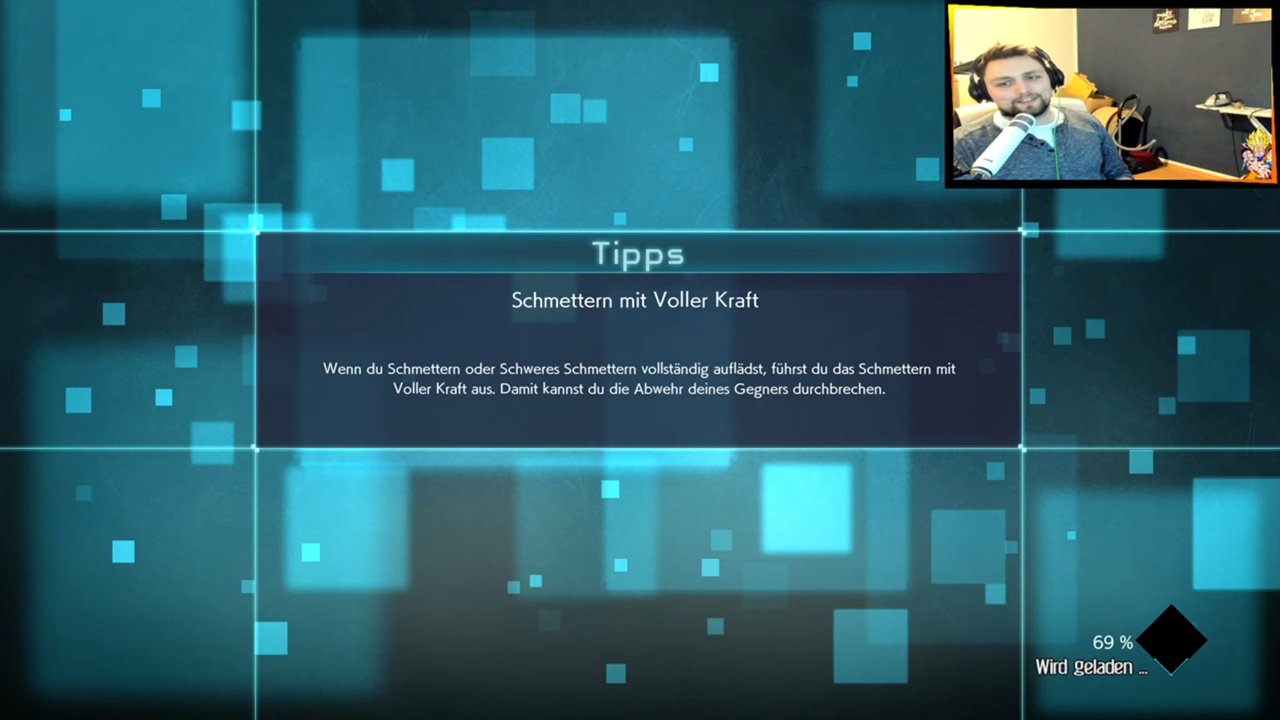 Tipps
Schmettern mit Voller Kraft
Wenn du Schmettern oder Schweres Schmettern vollständig auflädst, führst du das Schmettern mit
Voller Kraft aus. Damit kannst du die Abwehr deines Gegners durchbrechen.
69 %
Wird geladen ...